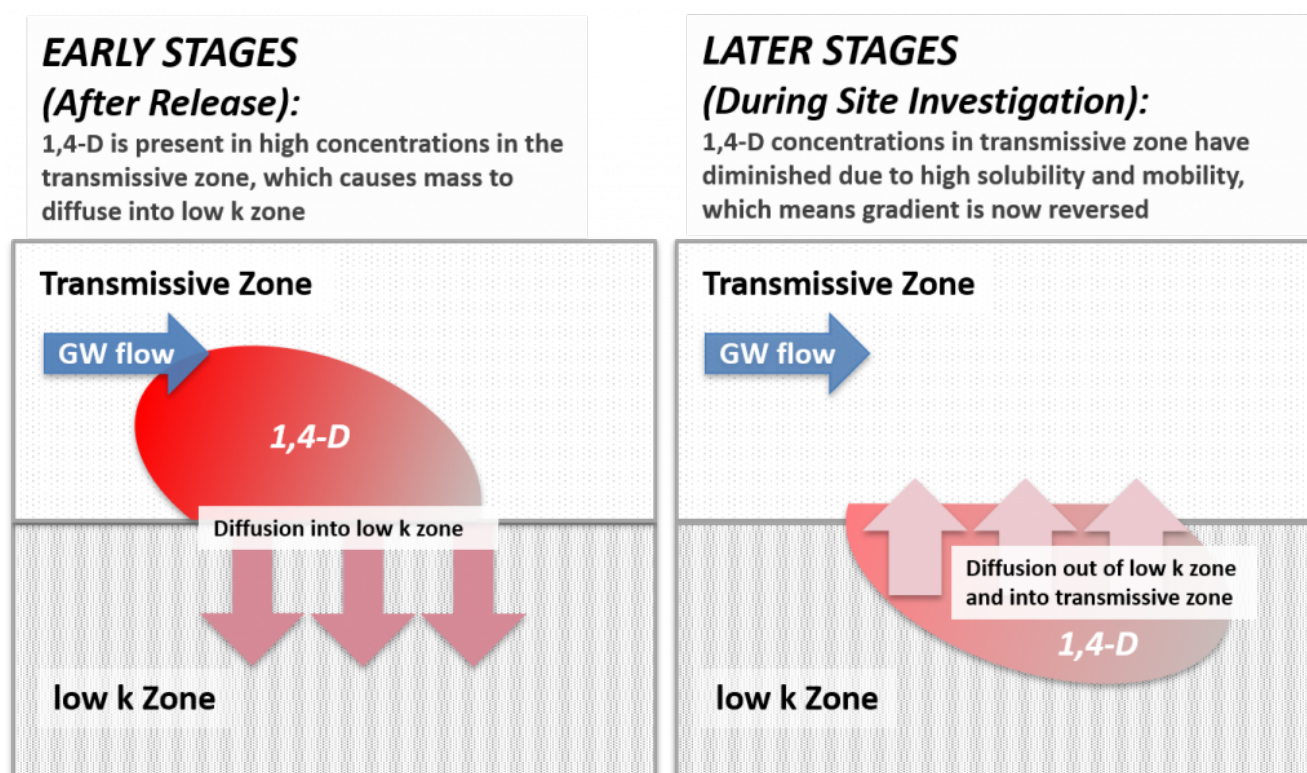 EARLY STAGES
(After Release):
1,4-D is present in high concentrations in the
transmissive zone, which causes mass to
diffuse into low k zone
Transmissive Zone
GW flow
1,4-D
Diffusion into low k zone
low k Zone
LATER STAGES
(During Site Investigation):
1,4-D concentrations in transmissive zone have
diminished due to high solubility and mobility,
which means gradient is now reversed
Transmissive Zone
GW flow
Diffusion out of low k zone
and into transmissive zone
1,4-D
low k Zone